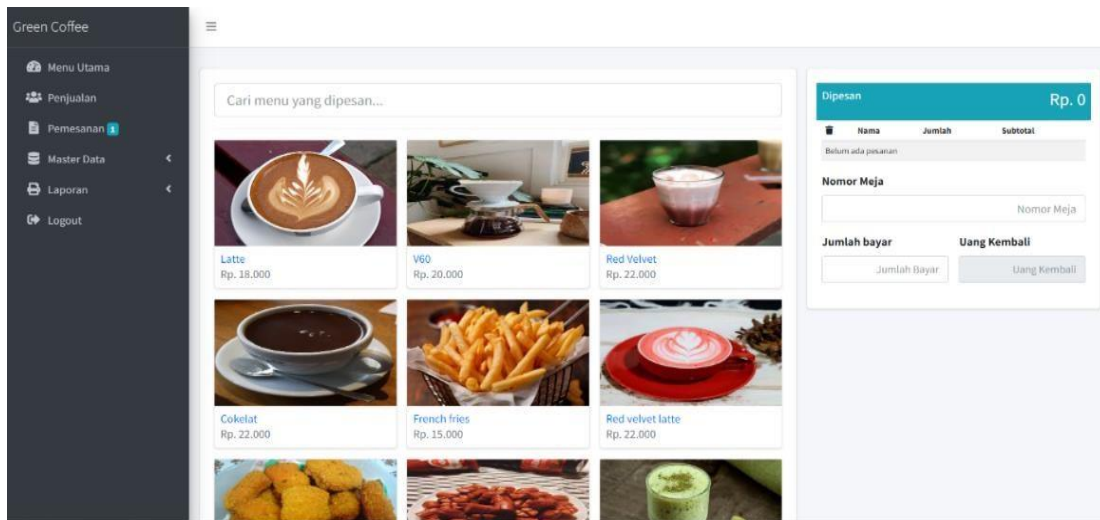 Green Coffee
Menu Utama
Penjualan
Pemesanan 1
Master Data
Laporan
Logout
Cari menu yang dipesan...
Latte
Rp. 18.000
V60
Rp. 20.000
Red Velvet
Rp. 22.000
Cokelat
Rp. 22.000
French fries
Rp. 15.000
Red velvet latte
Rp. 22.000
Dipesan Rp. 0
Nama Jumlah Subtotal
Belum ada pesanan
Nomor Meja
Nomor Meja
Jumlah bayar Uang Kembali
Jumlah Bayar Uang Kembali